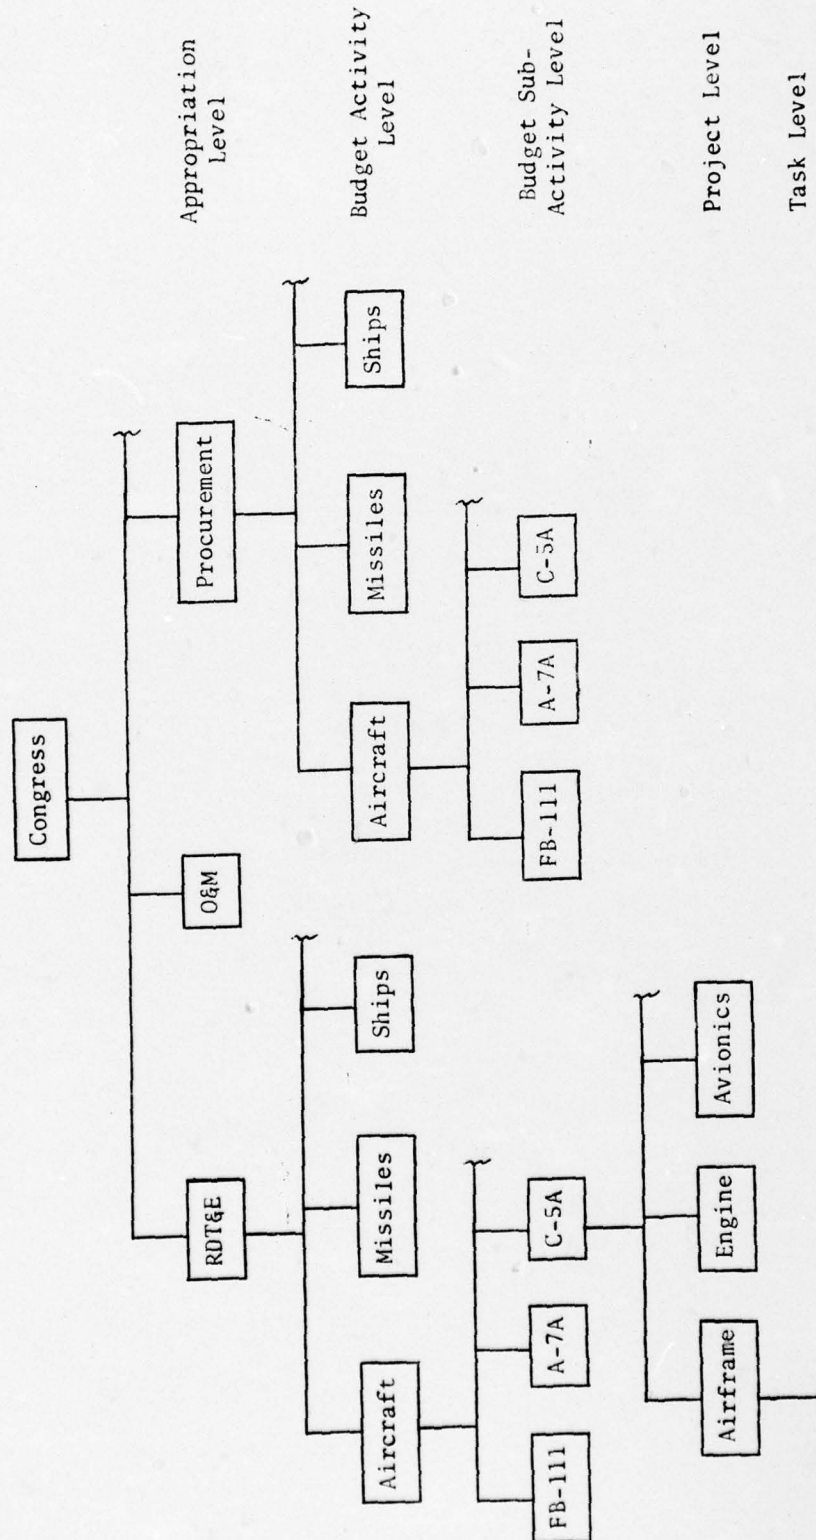 Congress
RDT&E
O&M
Procurement
Appropriation
Level
Aircraft
Missiles
Ships
Aircraft
Missiles
Ships
Budget Activity
Level
FB-111
A-7A
C-5A
FB-111
A-7A
C-5A
Budget Sub-
Activity Level
Airframe
Engine
Avionics
Project Level
Task Level